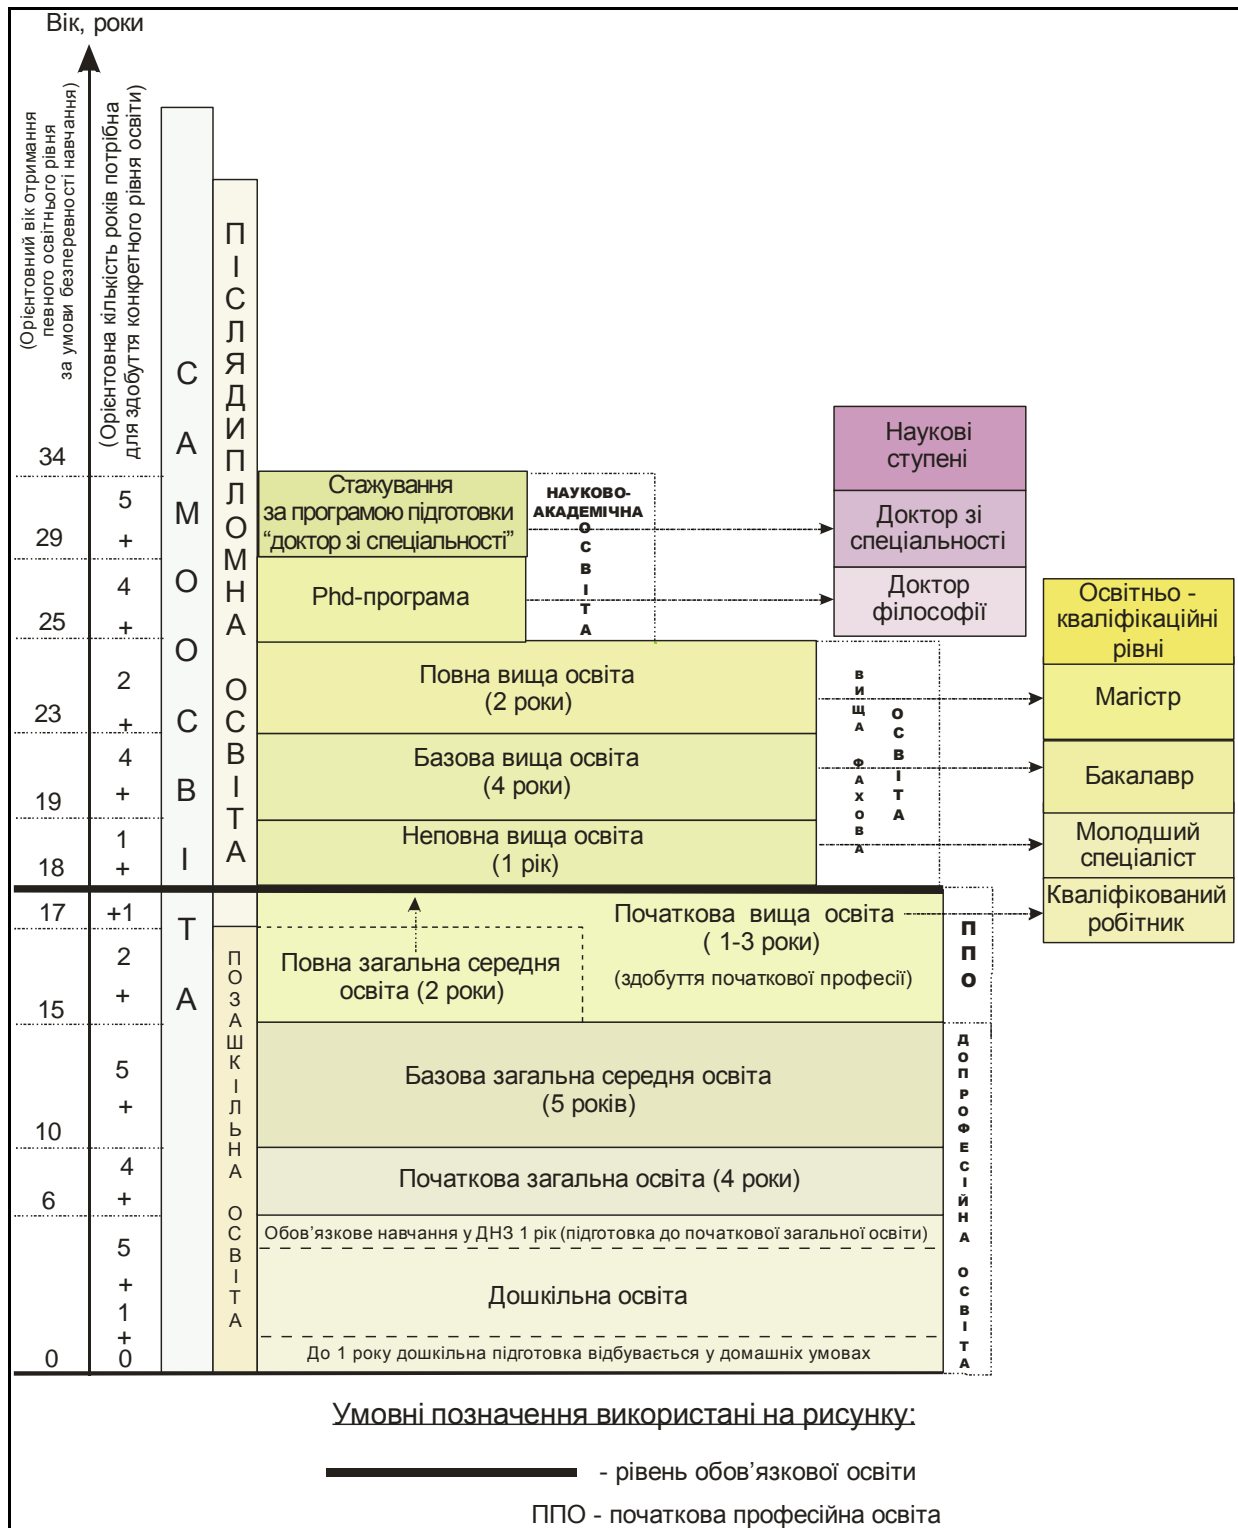 Вік, роки
(Орієнтовний вік отримання
певного освітнього рівня
за умови безперевності навчання)
(Орієнтовна кількість років потрібна
для здобуття конкретного рівня освіти)
34
29
25
23
19
18
17
15
10
6
0
5
+
4
+
2
+
4
+
1
+
+1
2
+
5
+
4
+
5
+
1
+
0
САМООСВІТА
ПІСЛЯДИПЛОМНА ОСВІТА
ПОЗАШКІЛЬНА ОСВІТА
Стажування
за програмою підготовки
“доктор зі спеціальності”
Phd-програма
НАУКОВО-
АКАДЕМІЧНА
ОСВІТА
Наукові
ступені
Доктор зі
спеціальності
Доктор
філософії
Повна вища освіта
(2 роки)
Базова вища освіта
(4 роки)
Неповна вища освіта
(1 рік)
ВИЩА ФАХОВА
ОСВІТА
Освітньо -
кваліфікаційні
рівні
Магістр
Бакалавр
Молодший
спеціаліст
Кваліфікований
робітник
Початкова вища освіта
( 1-3 роки)
(здобуття початкової професії)
Повна загальна середня
освіта (2 роки)
ППО
Базова загальна середня освіта
(5 років)
Початкова загальна освіта (4 роки)
Обов’язкове навчання у ДНЗ 1 рік (підготовка до початкової загальної освіти)
Дошкільна освіта
До 1 року дошкільна підготовка відбувається у домашніх умовах
ДОПРОФЕСІЙНА ОСВІТА
Умовні позначення використані на рисунку:
- рівень обов’язкової освіти
ППО - початкова професійна освіта